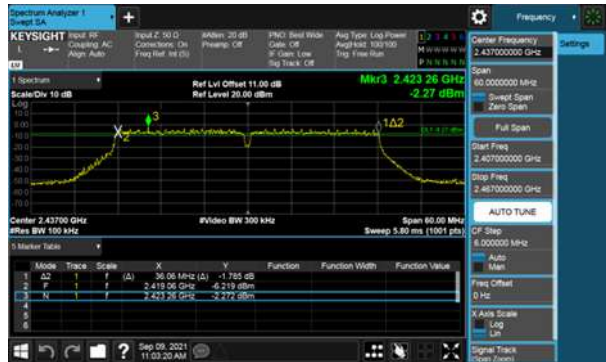 Spectrum Analyzer 1
Swept SA
Frequency
KEYSIGHT
Input: RF
Coupling: AC
Align: Auto
Input Z: 50 Ω
Corrections: On
Freq Ref: Int (S)
#Atten: 20 dB
Preamp: Off
PNO: Best Wide
Gate: Off
IF Gain: Low
Sig Track: Off
Avg Type: Log-Power
Avg|Hold: 100/100
Trig: Free Run
1 2 3 4 5 6
M W W W W W
P N N N N N
L
1 Spectrum
Scale/Div 10 dB
Log
Ref Lvl Offset 11.00 dB
Ref Level 20.00 dBm
Mkr3 2.423 26 GHz
-2.27 dBm
3
2
1Δ2
Center 2.43700 GHz
#Res BW 100 kHz
#Video BW 300 kHz
Span 60.00 MHz
Sweep 5.80 ms (1001 pts)
5 Marker Table
Mode Trace Scale X Y Function Function Width Function Value
1 Δ2 1 f (Δ) 36.06 MHz (Δ) -1.785 dB
2 F 1 f 2.419 06 GHz -6.219 dBm
3 N 1 f 2.423 26 GHz -2.272 dBm
4
5
6
Sep 09, 2021
11:03:20 AM
Center Frequency
2.437000000 GHz
Settings
Span
60.0000000 MHz
Swept Span
Zero Span
Full Span
Start Freq
2.407000000 GHz
Stop Freq
2.467000000 GHz
AUTO TUNE
CF Step
6.000000 MHz
Auto
Man
Freq Offset
0 Hz
X Axis Scale
Log
Lin
Signal Track
(Span Zoom)